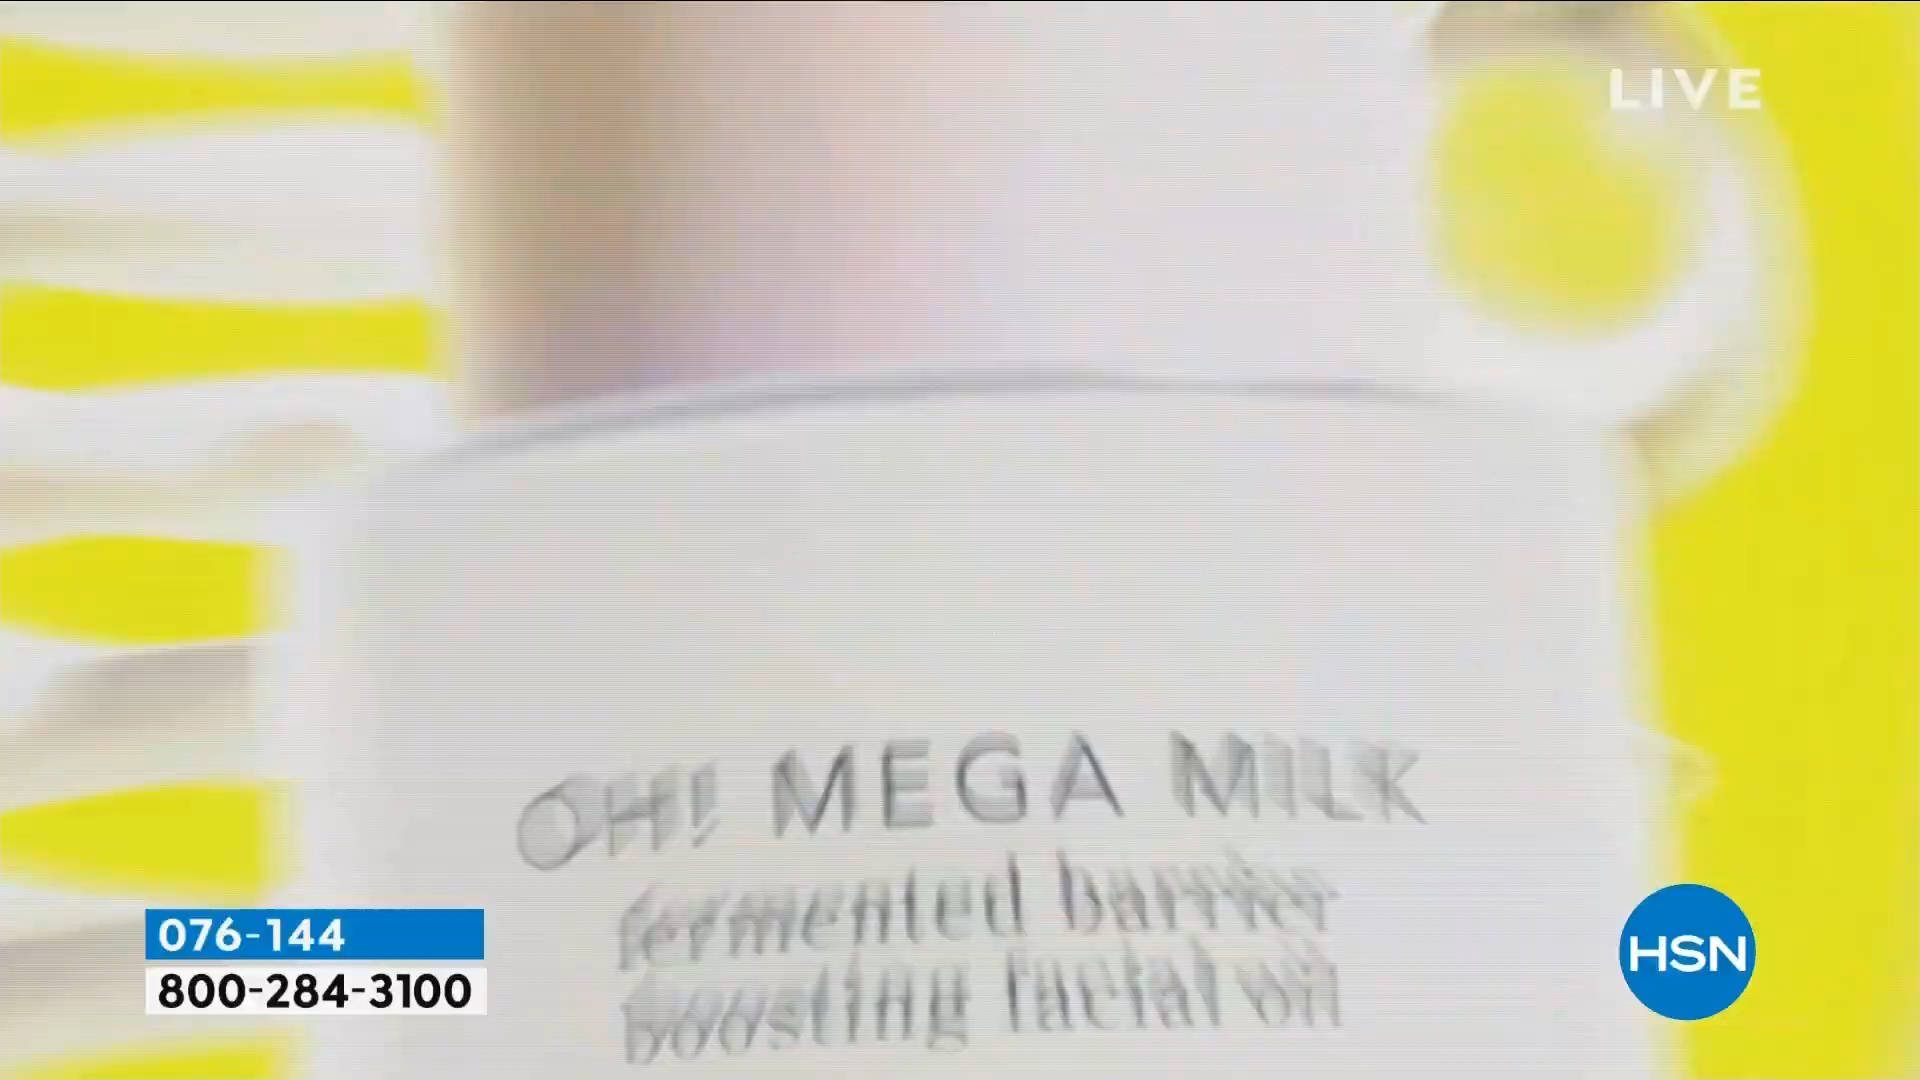 LIVE
OH! MEGA MILK
fermented barrier
boosting facial oil
076-144
800-284-3100
HSN